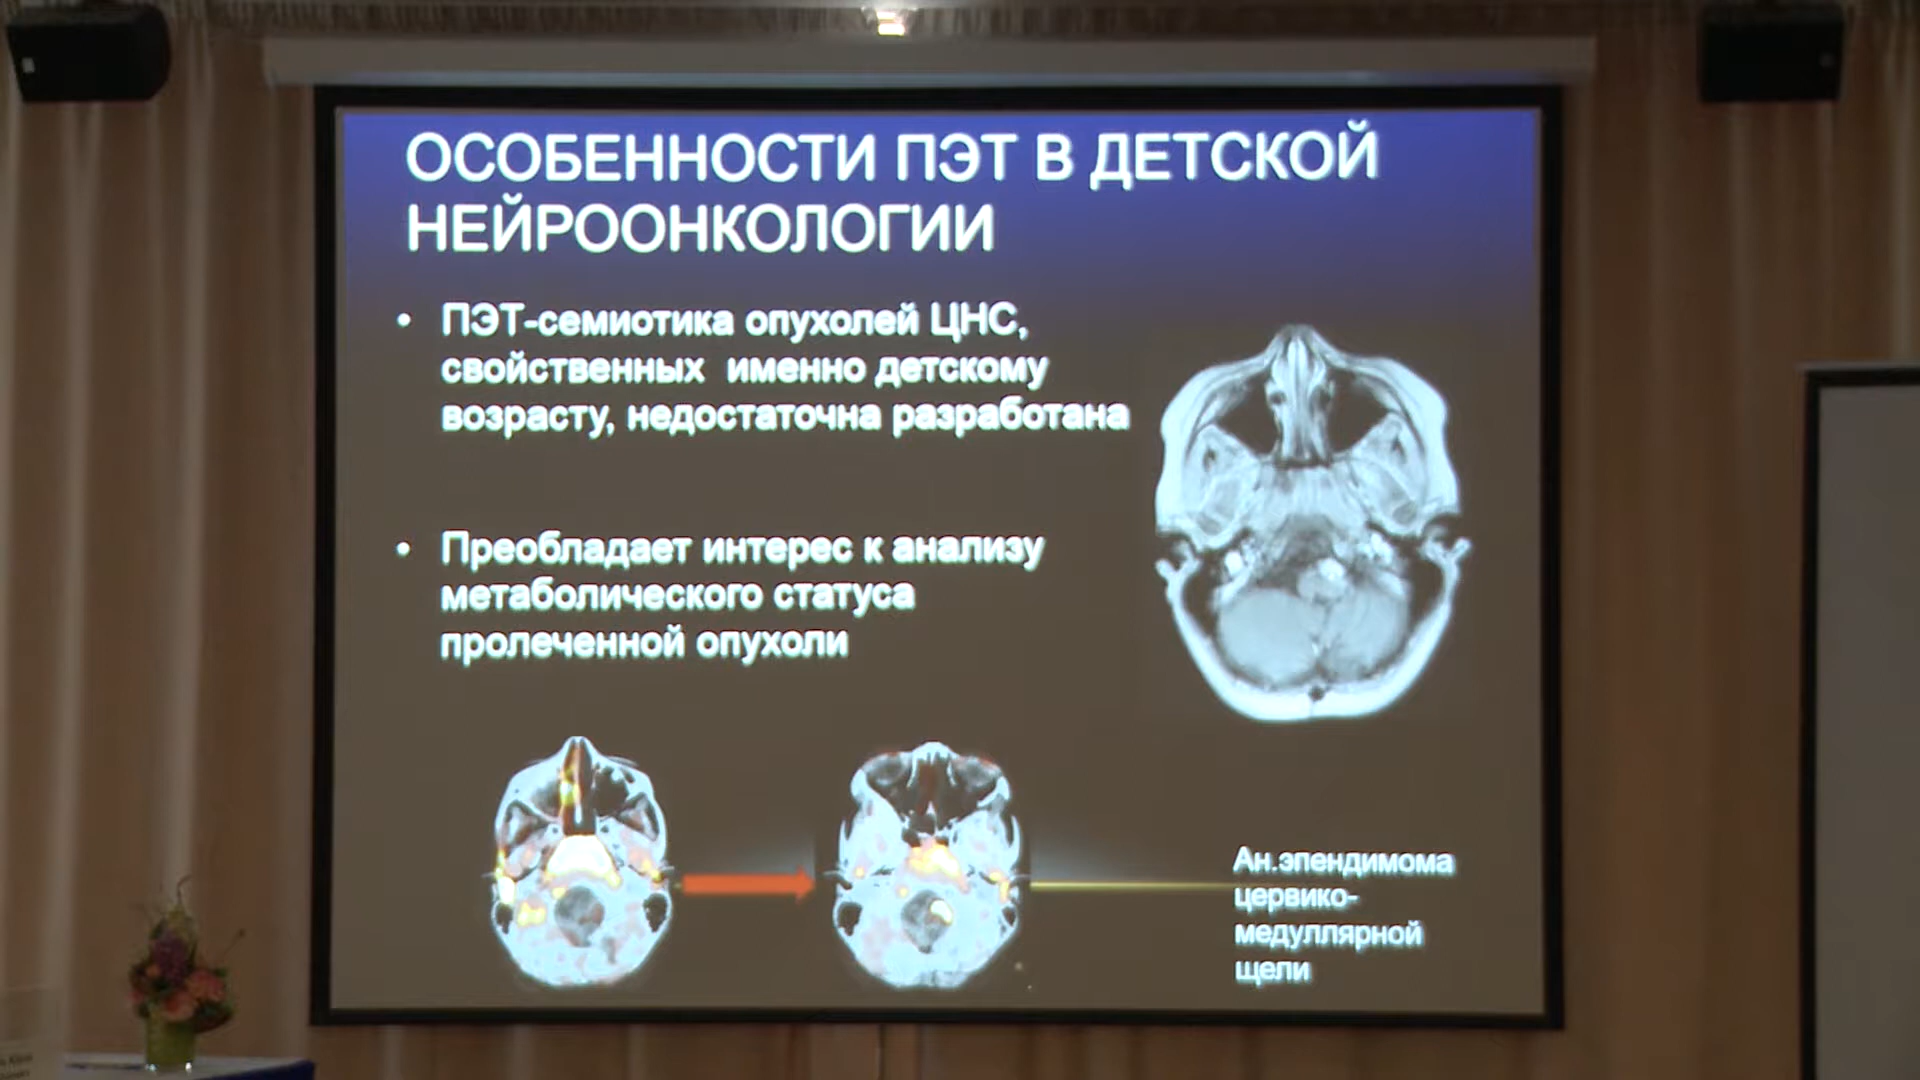 ОСОБЕННОСТИ ПЭТ В ДЕТСКОЙ
НЕЙРООНКОЛОГИИ
• ПЭТ-семиотика опухолей ЦНС,
свойственных именно детскому
возрасту, недостаточна разработана
• Преобладает интерес к анализу
метаболического статуса
пролеченной опухоли
Ан.эпендимома
цервико-
медуллярной
щели